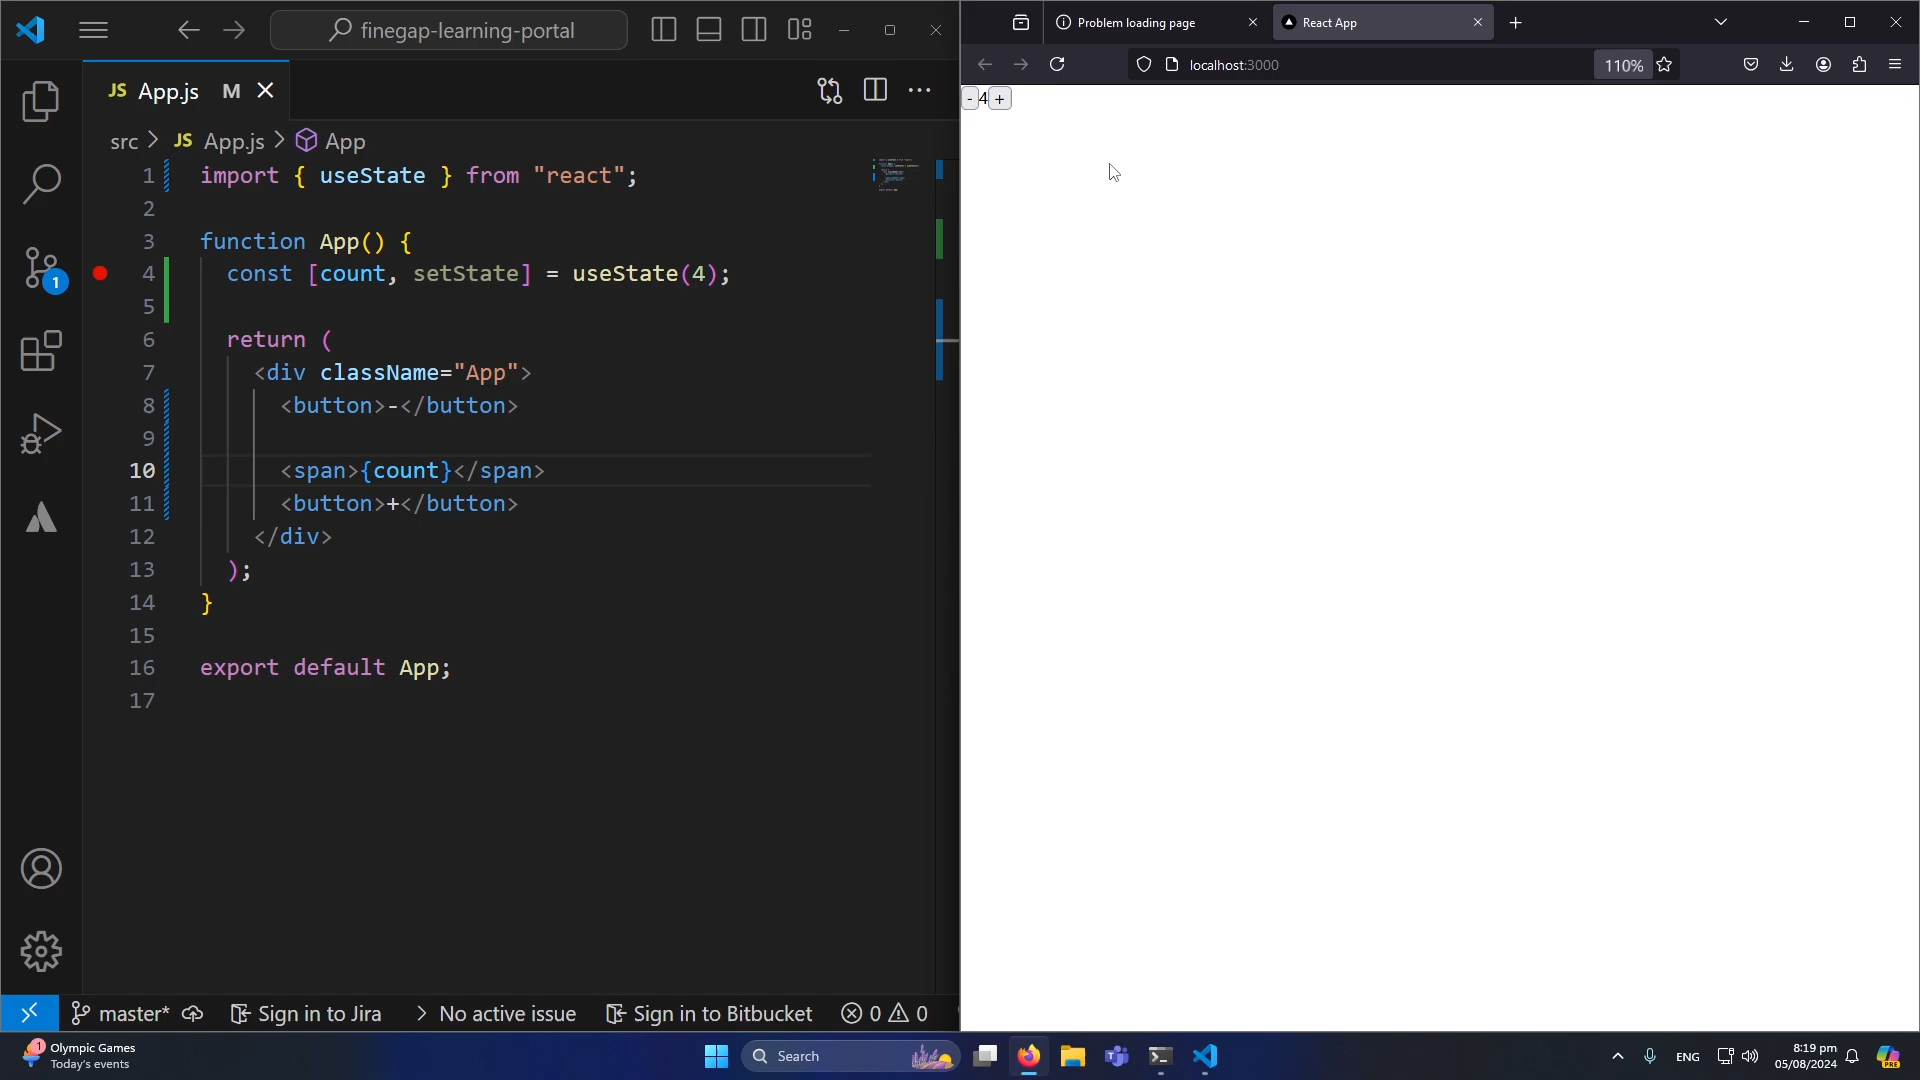 finegap-learning-portal
JS App.js M
src > JS App.js > App
1 import { useState } from "react";
2
3 function App() {
4 const [count, setState] = useState(4);
5
6 return (
7 <div className="App">
8 <button>-</button>
9
10 <span>{count}</span>
11 <button>+</button>
12 </div>
13 );
14 }
15
16 export default App;
17
1
master* Sign in to Jira > No active issue Sign in to Bitbucket 0 0
Problem loading page
React App
localhost:3000
110%
- 4 +
1
Olympic Games
Today's events
Search
ENG
8:19 pm
05/08/2024
PRE